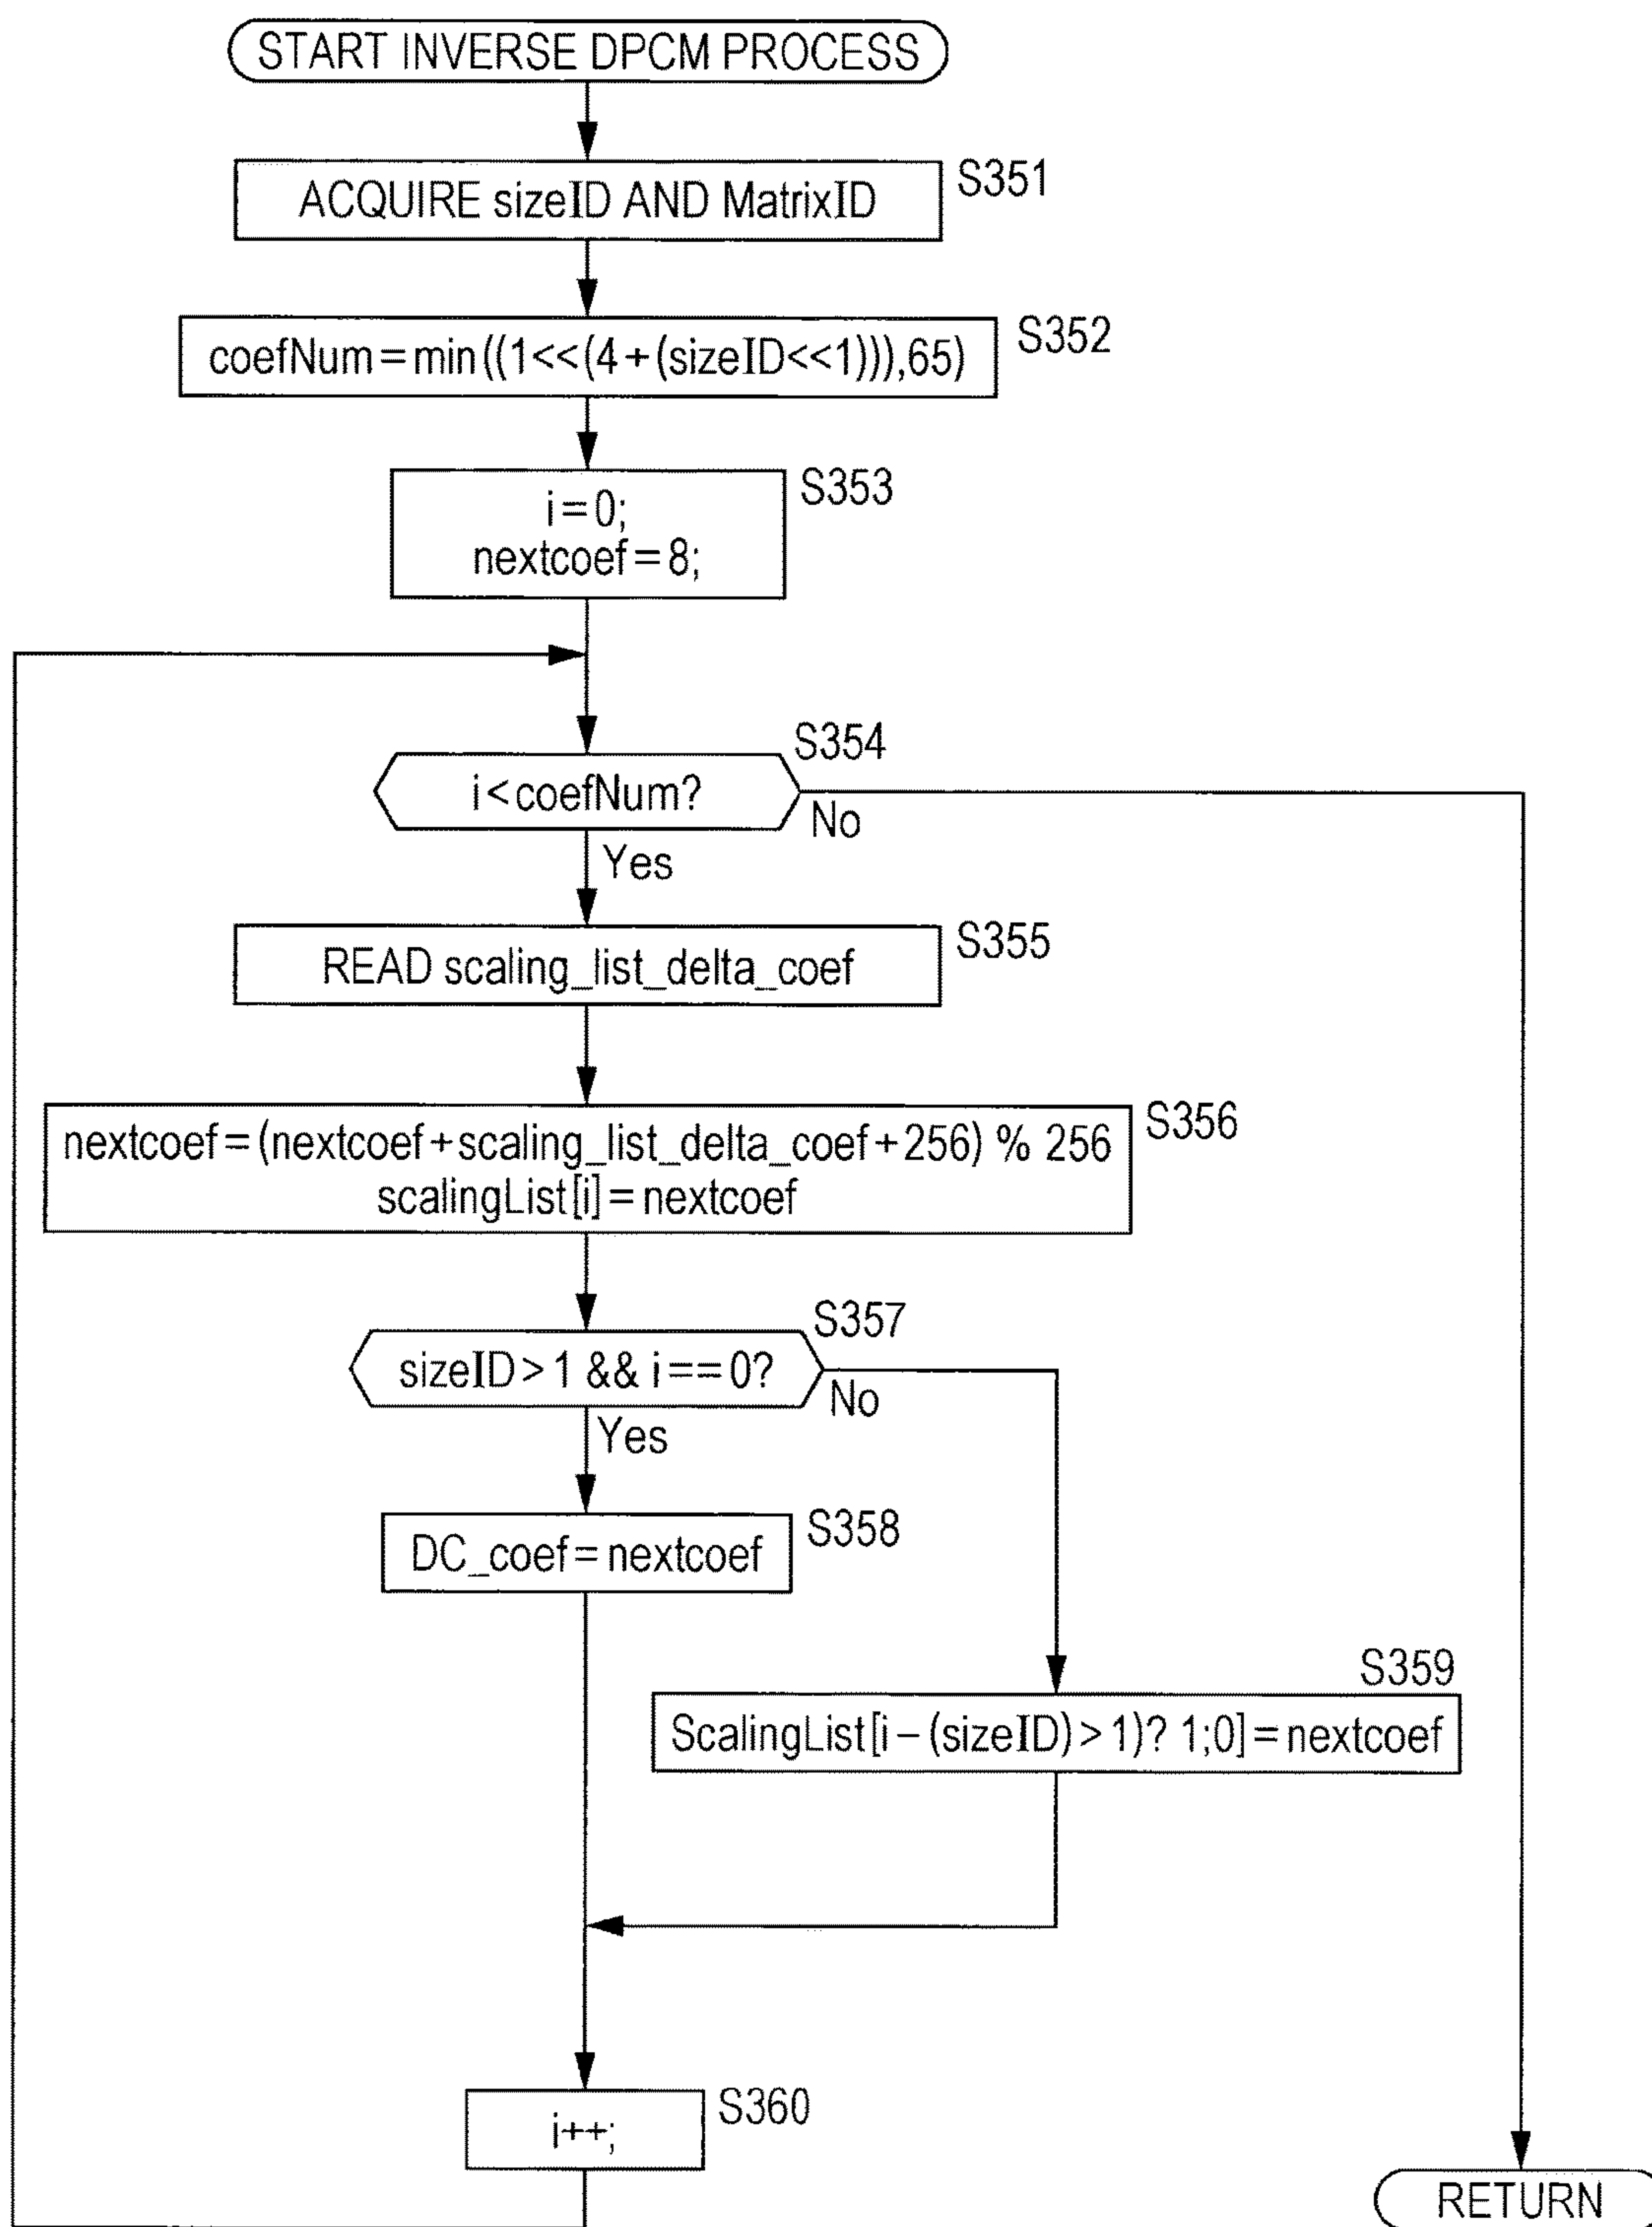 START INVERSE DPCM PROCESS
ACQUIRE sizeID AND MatrixID
S351
coefNum=min((1<<(4+(sizeID<<1))),65)
S352
i=0;
nextcoef=8;
S353
S354
i<coefNum?
No
Yes
READ scaling_list_delta_coef
S355
nextcoef=(nextcoef+scaling_list_delta_coef+256) % 256
scalingList[i]=nextcoef
S356
S357
sizeID>1 && i==0?
No
Yes
DC_coef=nextcoef
S358
S359
ScalingList[i-(sizeID)>1)? 1;0]=nextcoef
i++;
S360
RETURN